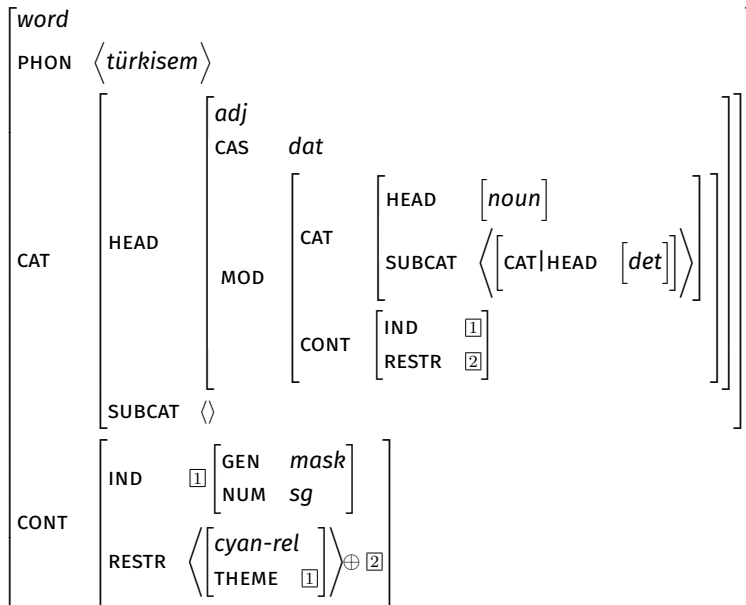 word
PHON ⟨türkisem⟩
adj
CAS dat
HEAD [noun]
CAT
SUBCAT ⟨[CAT|HEAD [det]]⟩
HEAD
MOD
CAT
IND 1
CONT
RESTR 2
SUBCAT ⟨⟩
GEN mask
IND 1
NUM sg
CONT
cyan-rel
RESTR ⊕ 2
THEME 1